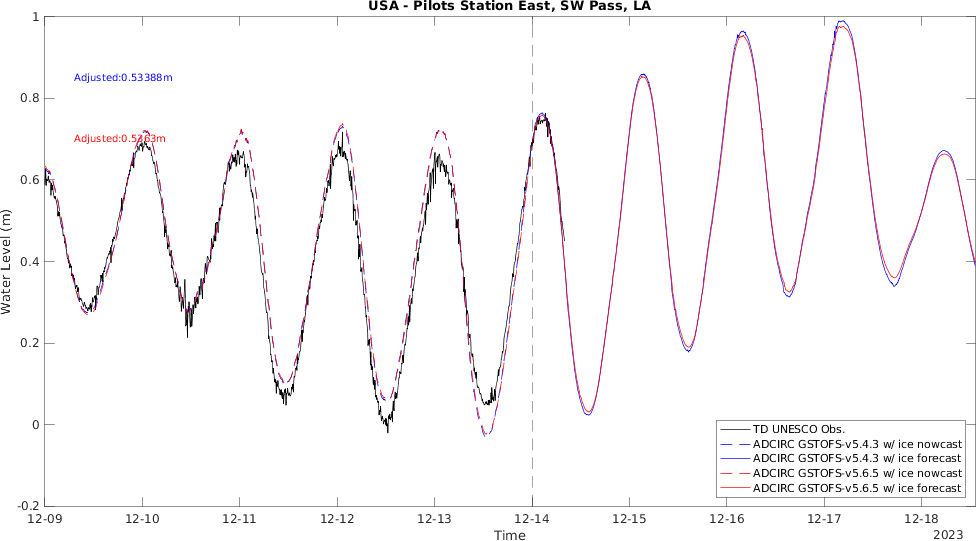 USA - Pilots Station East, SW Pass, LA
1
Adjusted:0.53388m
0.8
Adjusted:0.5363m
0.6
0.4
0.2
0
-0.2
Water Level (m)
TD UNESCO Obs.
ADCIRC GSTOFS-v5.4.3 w/ ice nowcast
ADCIRC GSTOFS-v5.4.3 w/ ice forecast
ADCIRC GSTOFS-v5.6.5 w/ ice nowcast
ADCIRC GSTOFS-v5.6.5 w/ ice forecast
12-09 12-10 12-11 12-12 12-13 12-14 12-15 12-16 12-17 12-18
Time
2023